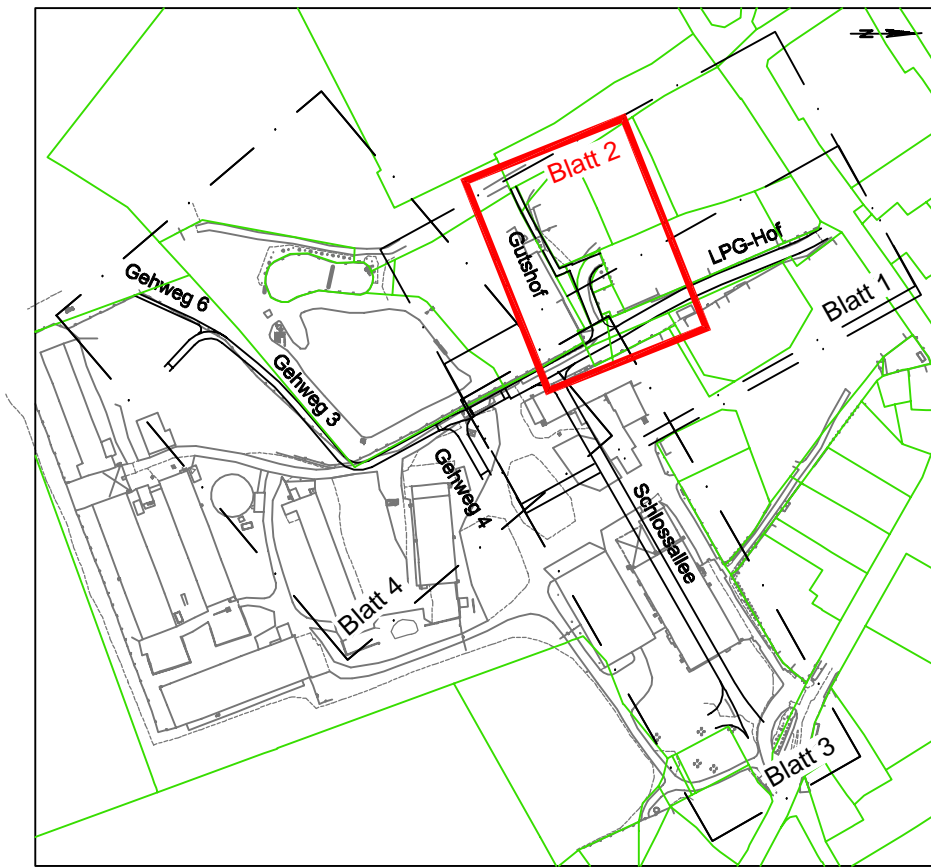 N
Blatt 2
Gutshof
LPG-Hof
Blatt 1
Gehweg 6
Gehweg 3
Gehweg 4
Schlossallee
Blatt 4
Blatt 3